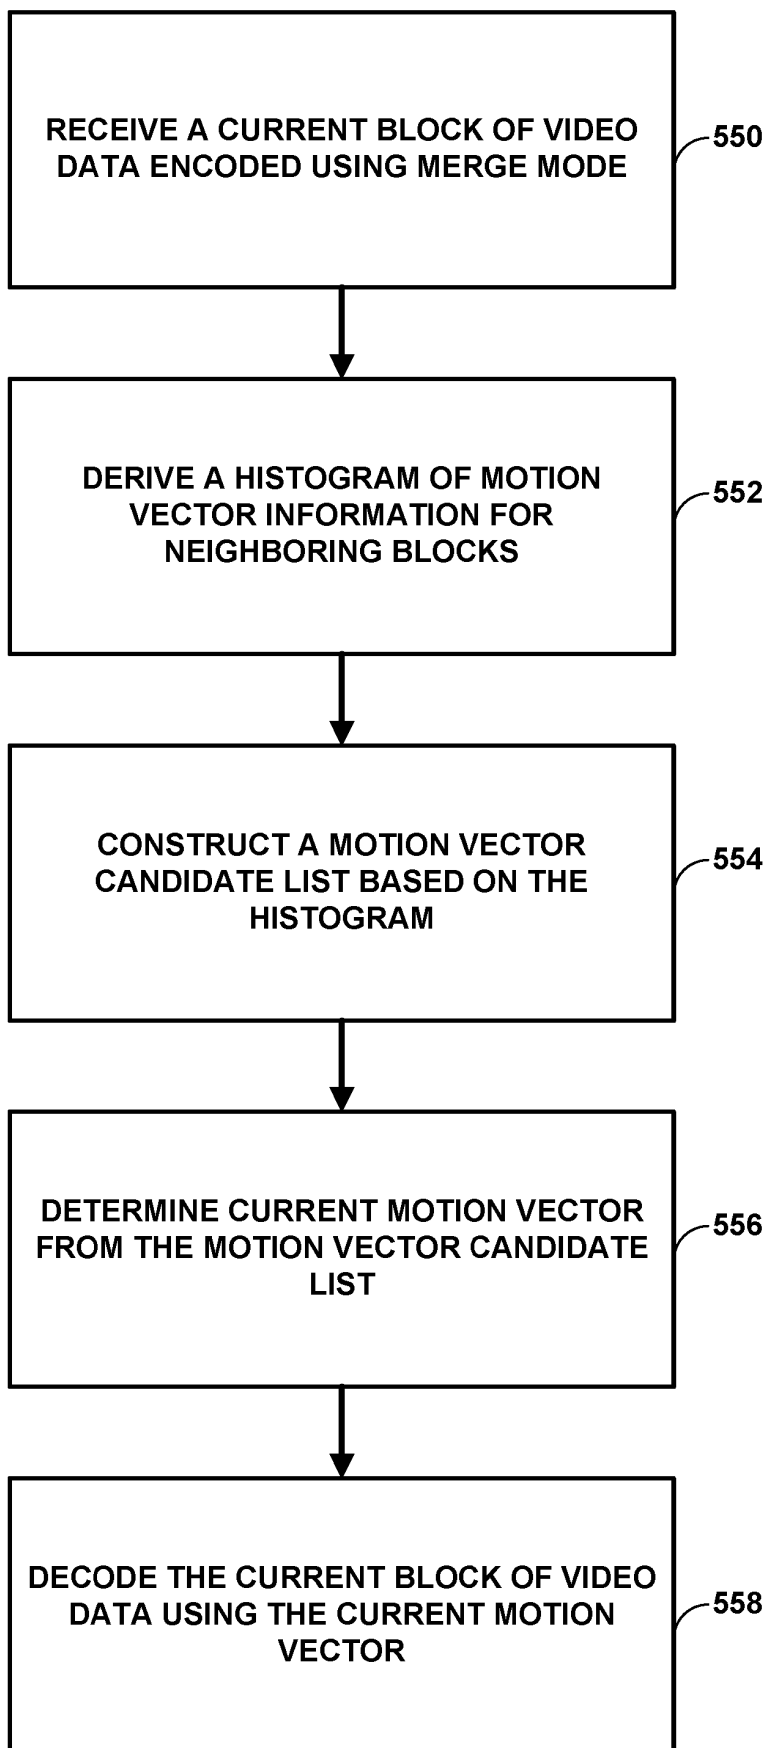 RECEIVE A CURRENT BLOCK OF VIDEO
DATA ENCODED USING MERGE MODE
550
DERIVE A HISTOGRAM OF MOTION
VECTOR INFORMATION FOR
NEIGHBORING BLOCKS
552
CONSTRUCT A MOTION VECTOR
CANDIDATE LIST BASED ON THE
HISTOGRAM
554
DETERMINE CURRENT MOTION VECTOR
FROM THE MOTION VECTOR CANDIDATE
LIST
556
DECODE THE CURRENT BLOCK OF VIDEO
DATA USING THE CURRENT MOTION
VECTOR
558